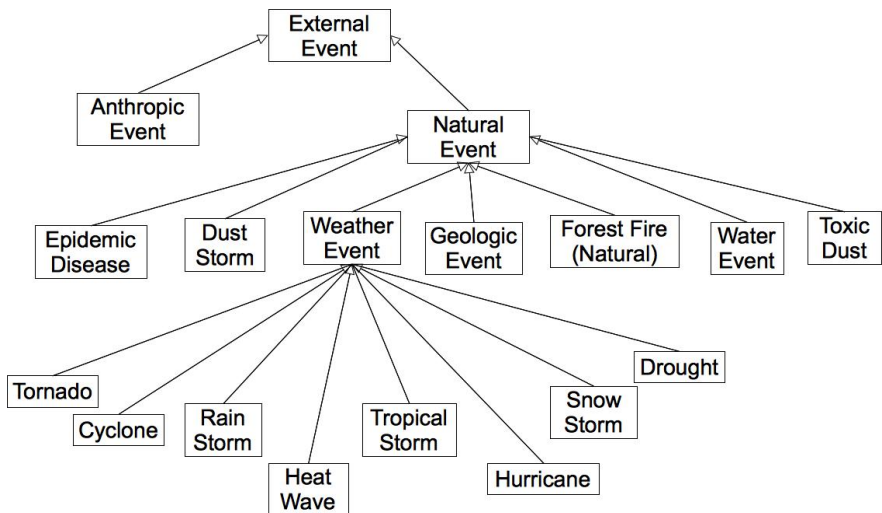 External
Event
Anthropic
Event
Natural
Event
Epidemic
Disease
Dust
Storm
Weather
Event
Geologic
Event
Forest Fire
(Natural)
Water
Event
Toxic
Dust
Tornado
Cyclone
Rain
Storm
Heat
Wave
Tropical
Storm
Hurricane
Snow
Storm
Drought